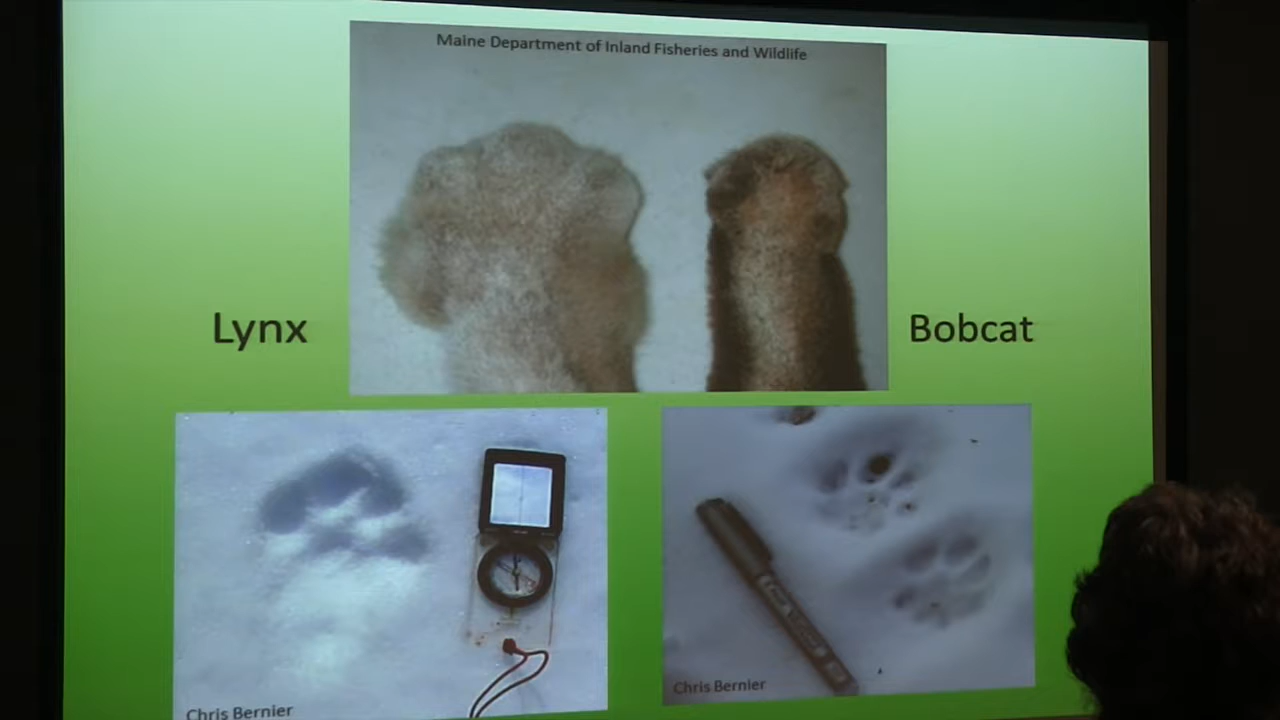 Maine Department of Inland Fisheries and Wildlife
Lynx
Bobcat
Chris Bernier
Chris Bernier